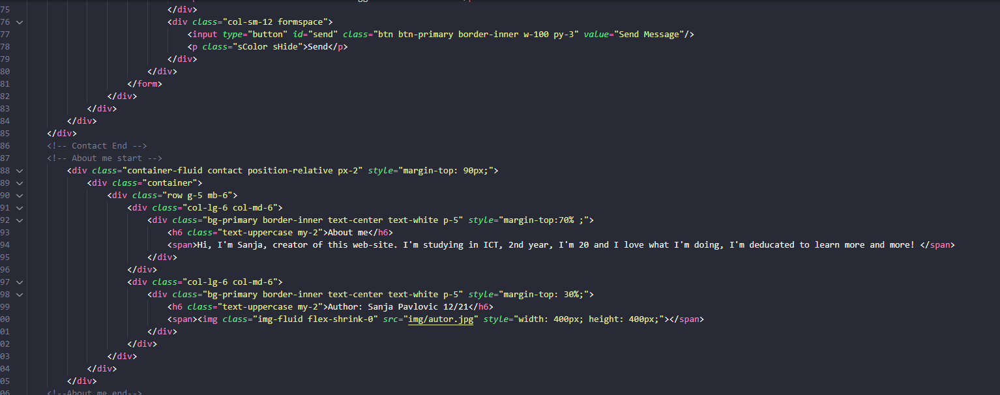 75 </div>
76 <div class="col-sm-12 formspace">
77 <input type="button" id="send" class="btn btn-primary border-inner w-100 py-3" value="Send Message"/>
78 <p class="sColor sHide">Send</p>
79 </div>
80 </div>
81 </form>
82 </div>
83 </div>
84 </div>
85 </div>
86 <!-- Contact End -->
87 <!-- About me start -->
88 <div class="container-fluid contact position-relative px-2" style="margin-top: 90px;">
89 <div class="container">
90 <div class="row g-5 mb-6">
91 <div class="col-lg-6 col-md-6">
92 <div class="bg-primary border-inner text-center text-white p-5" style="margin-top:70% ;">
93 <h6 class="text-uppercase my-2">About me</h6>
94 <span>Hi, I'm Sanja, creator of this web-site. I'm studying in ICT, 2nd year, I'm 20 and I love what I'm doing, I'm deducated to learn more and more! </span>
95 </div>
96 </div>
97 <div class="col-lg-6 col-md-6">
98 <div class="bg-primary border-inner text-center text-white p-5" style="margin-top: 30%;">
99 <h6 class="text-uppercase my-2">Author: Sanja Pavlovic 12/21</h6>
00 <span><img class="img-fluid flex-shrink-0" src="img/autor.jpg" style="width: 400px; height: 400px;"></span>
01 </div>
02 </div>
03 </div>
04 </div>
05 </div>
06 <!--About me end-->